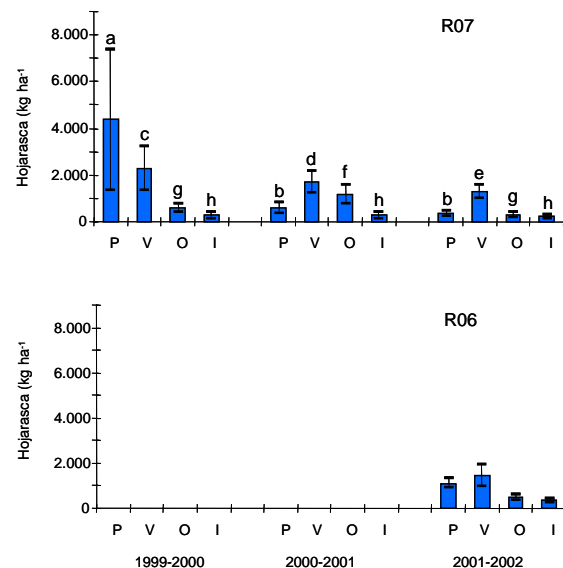 R07
Hojarasca (kg ha-1
8.000
6.000
4.000
2.000
0
a
c
g
h
b
d
f
h
b
e
g
h
P V O I P V O I P V O I
R06
Hojarasca (kg ha-1
8.000
6.000
4.000
2.000
0
P V O I P V O I P V O I
1999-2000 2000-2001 2001-2002